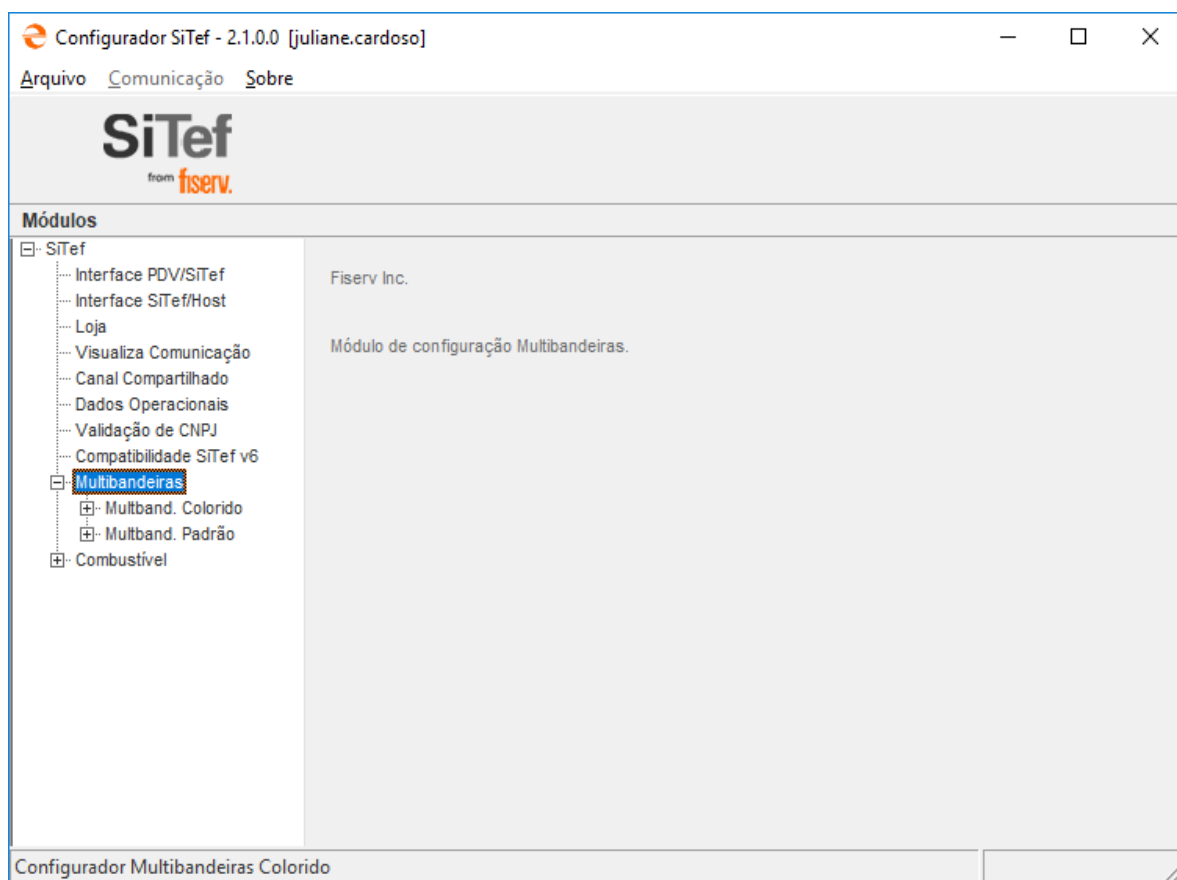 Configurador SiTef - 2.1.0.0 [juliane.cardoso]
Arquivo Comunicação Sobre
SiTef
from fiserv.
Módulos
SiTef
Interface PDV/SiTef
Interface SiTef/Host
Loja
Visualiza Comunicação
Canal Compartilhado
Dados Operacionais
Validação de CNPJ
Compatibilidade SiTef v6
Multibandeiras
Multband. Colorido
Multband. Padrão
Combustível
Fiserv Inc.
Módulo de configuração Multibandeiras.
Configurador Multibandeiras Colorido